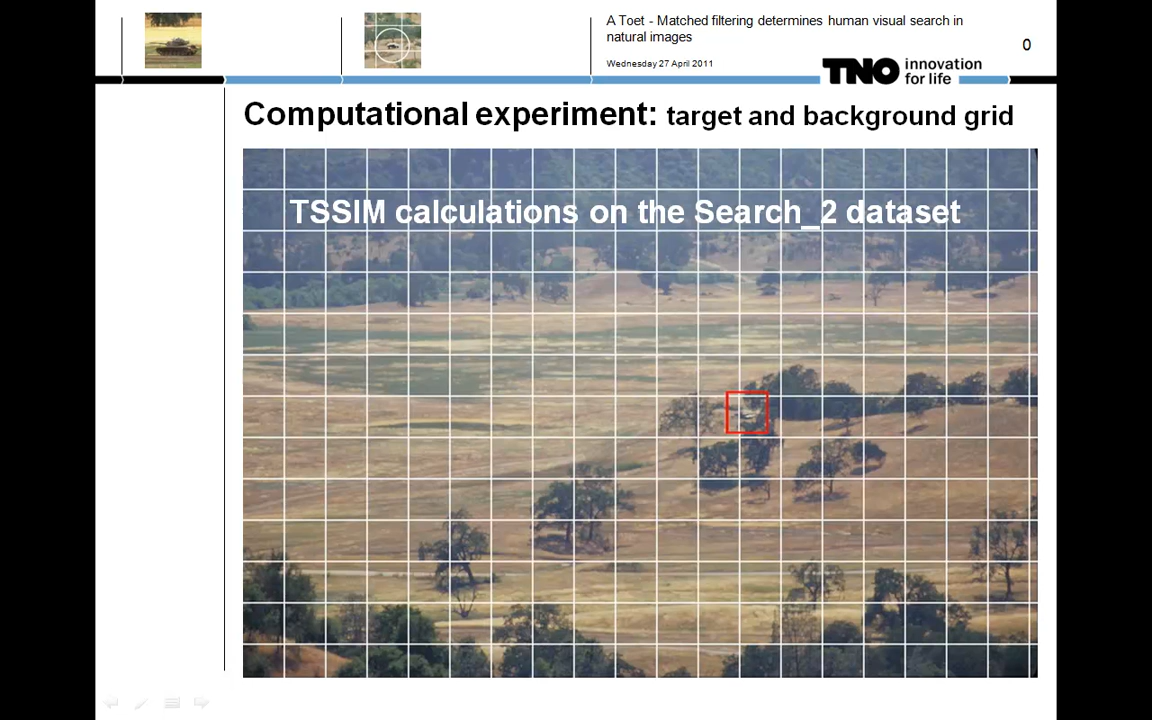 A Toet - Matched filtering determines human visual search in
natural images
0
Wednesday 27 April 2011
TNO innovation
for life
Computational experiment: target and background grid
TSSIM calculations on the Search_2 dataset